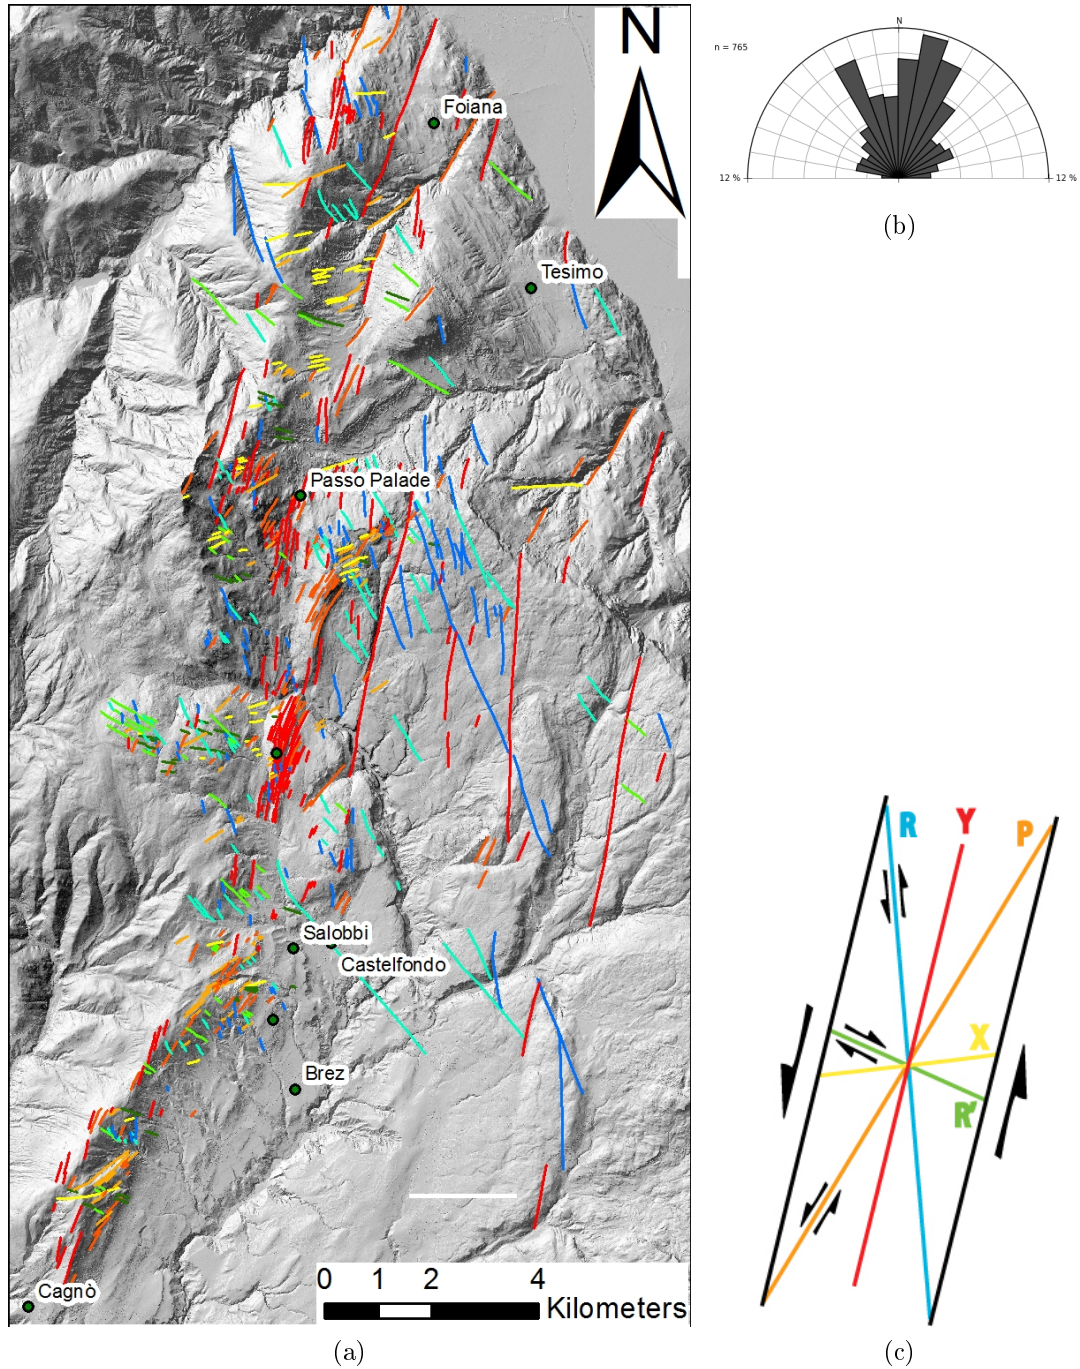 N
Foiana
Tesimo
Passo Palade
Salobbi
Castelfondo
Brez
Cagnò
0 1 2 4
Kilometers
(a)
N
n = 765
12 % 12 %
(b)
R Y P
X
R'
(c)